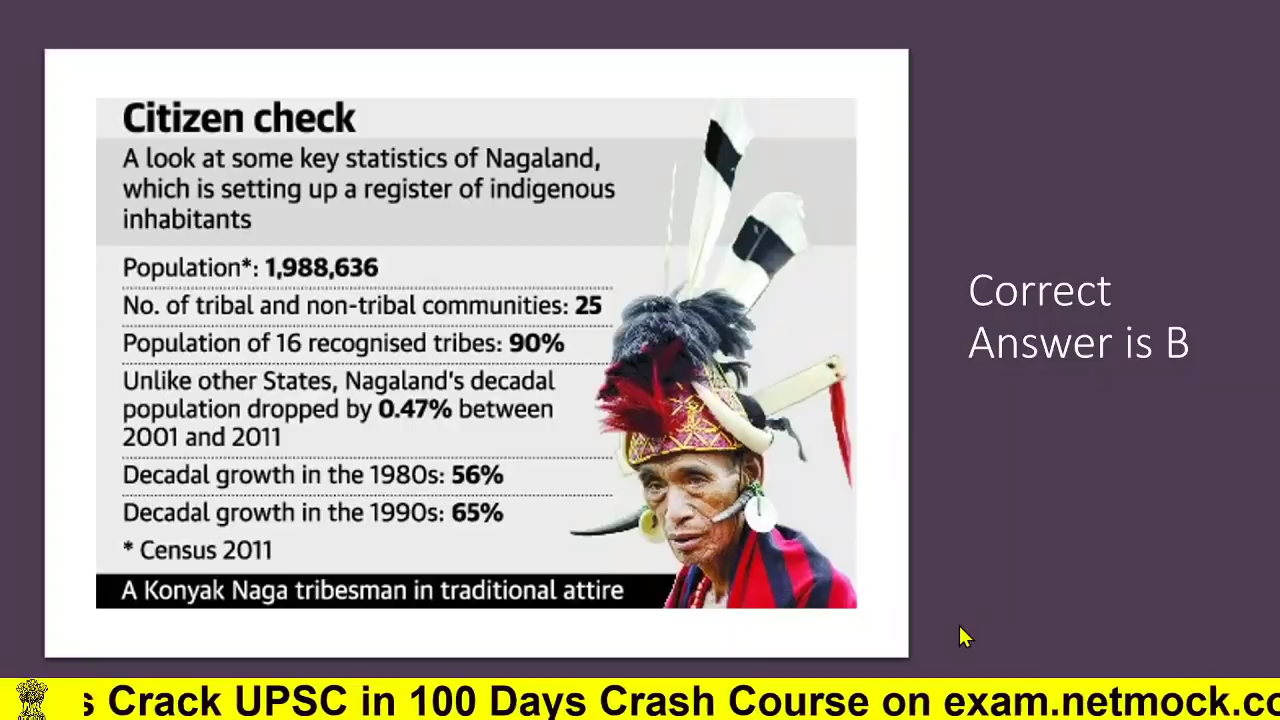 Citizen check
A look at some key statistics of Nagaland,
which is setting up a register of indigenous
inhabitants
Population*: 1,988,636
No. of tribal and non-tribal communities: 25
Population of 16 recognised tribes: 90%
Unlike other States, Nagaland's decadal
population dropped by 0.47% between
2001 and 2011
Decadal growth in the 1980s: 56%
Decadal growth in the 1990s: 65%
* Census 2011
A Konyak Naga tribesman in traditional attire
Correct
Answer is B
s Crack UPSC in 100 Days Crash Course on exam.netmock.co